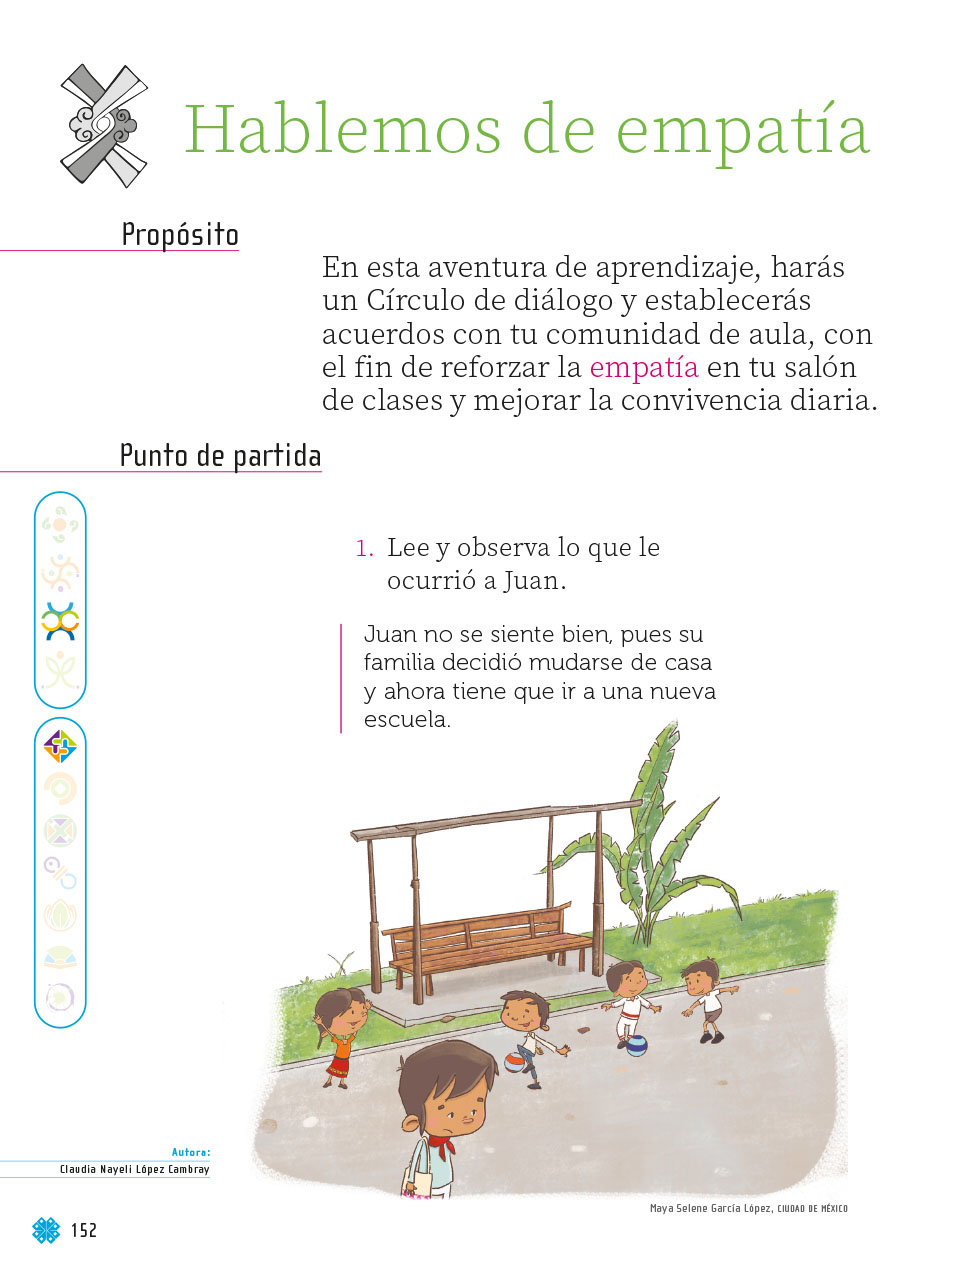 Hablemos de empatía
Propósito
En esta aventura de aprendizaje, harás
un Círculo de diálogo y establecerás
acuerdos con tu comunidad de aula, con
el fin de reforzar la empatía en tu salón
de clases y mejorar la convivencia diaria.
Punto de partida
1. Lee y observa lo que le
ocurrió a Juan.
Juan no se siente bien, pues su
familia decidió mudarse de casa
y ahora tiene que ir a una nueva
escuela.
Autora:
Claudia Nayeli López Cambray
Maya Selene García López, CIUDAD DE MÉXICO
152